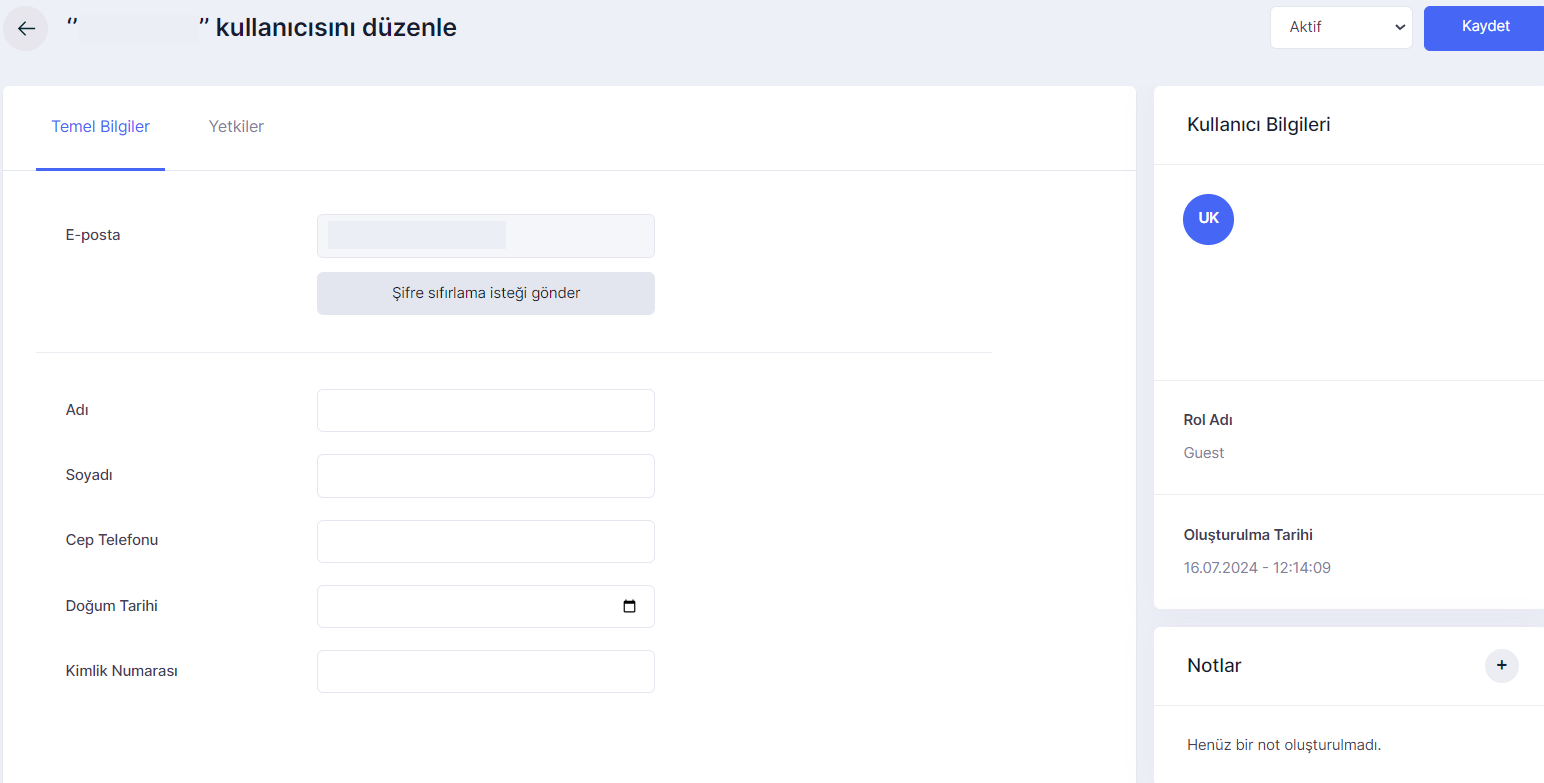 ‘’ ’’ kullanıcısını düzenle
Aktif
Kaydet
Temel Bilgiler
Yetkiler
E-posta
Şifre sıfırlama isteği gönder
Adı
Soyadı
Cep Telefonu
Doğum Tarihi
Kimlik Numarası
Kullanıcı Bilgileri
UK
Rol Adı
Guest
Oluşturulma Tarihi
16.07.2024 - 12:14:09
Notlar
+
Henüz bir not oluşturulmadı.